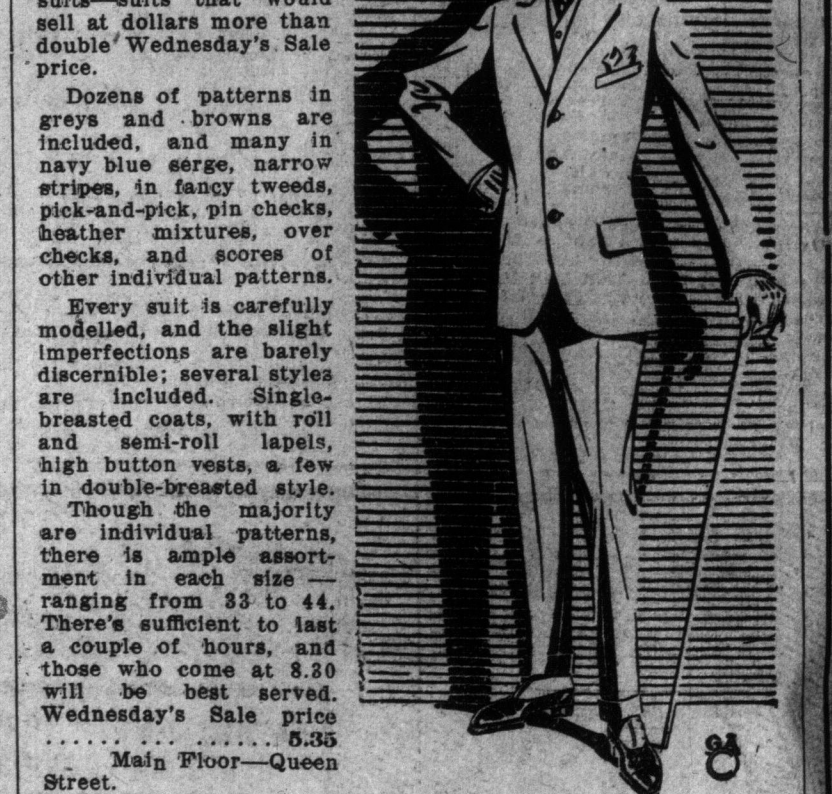 suits—suits that would
sell at dollars more than
double Wednesday's Sale
price.
Dozens of patterns in
greys and browns are
included, and many in
navy blue serge, narrow
stripes, in fancy tweeds,
pick-and-pick, pin checks,
heather mixtures, over
checks, and scores of
other individual patterns.
Every suit is carefully
modelled, and the slight
imperfections are barely
discernible; several styles
are included. Single-
breasted coats, with roll
and semi-roll lapels,
high button vests, a few
in double-breasted style.
Though the majority
are individual patterns,
there is ample assort-
ment in each size —
ranging from 33 to 44.
There's sufficient to last
a couple of hours, and
those who come at 8.30
will be best served.
Wednesday's Sale price
...... ... ...... ...... 5.35
Main Floor—Queen
Street.